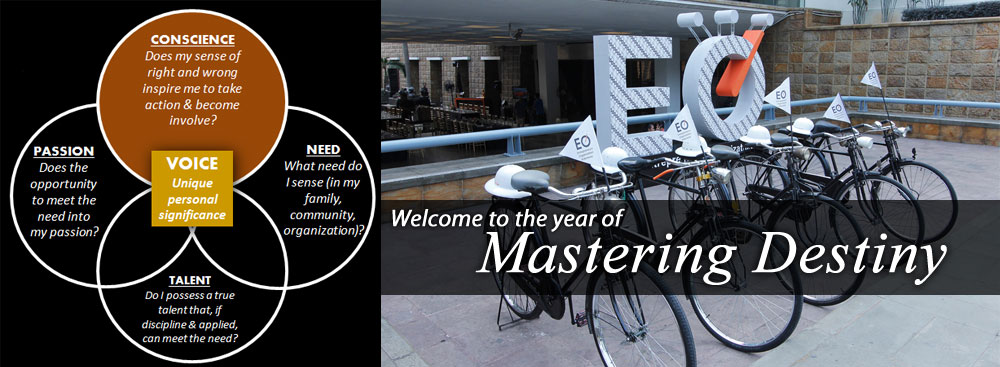 CONSCIENCE
Does my sense of
right and wrong
inspire me to take
action & become
involve?
PASSION
Does the
opportunity
to meet the
need into
my passion?
VOICE
Unique
personal
significance
NEED
What need do
I sense (in my
family,
community,
organization)?
TALENT
Do I possess a true
talent that, if
discipline & applied,
can meet the need?
EO
EO
EO
EO
EO
EO
Welcome to the year of
Mastering Destiny